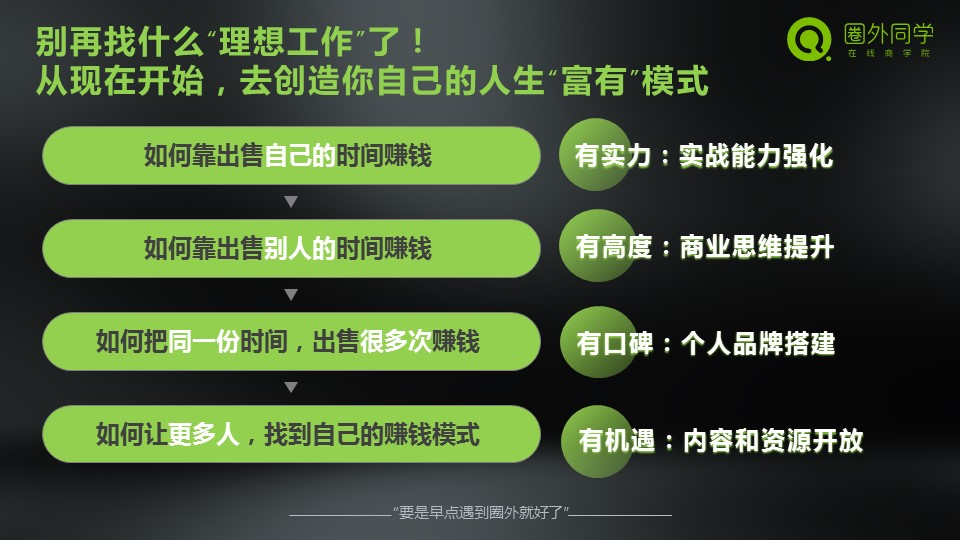 别再找什么“理想工作”了！
从现在开始，去创造你自己的人生“富有”模式
圈外同学
在线商学院
如何靠出售自己的时间赚钱
有实力：实战能力强化
如何靠出售别人的时间赚钱
有高度：商业思维提升
如何把同一份时间，出售很多次赚钱
有口碑：个人品牌搭建
如何让更多人，找到自己的赚钱模式
有机遇：内容和资源开放
“要是早点遇到圈外就好了”